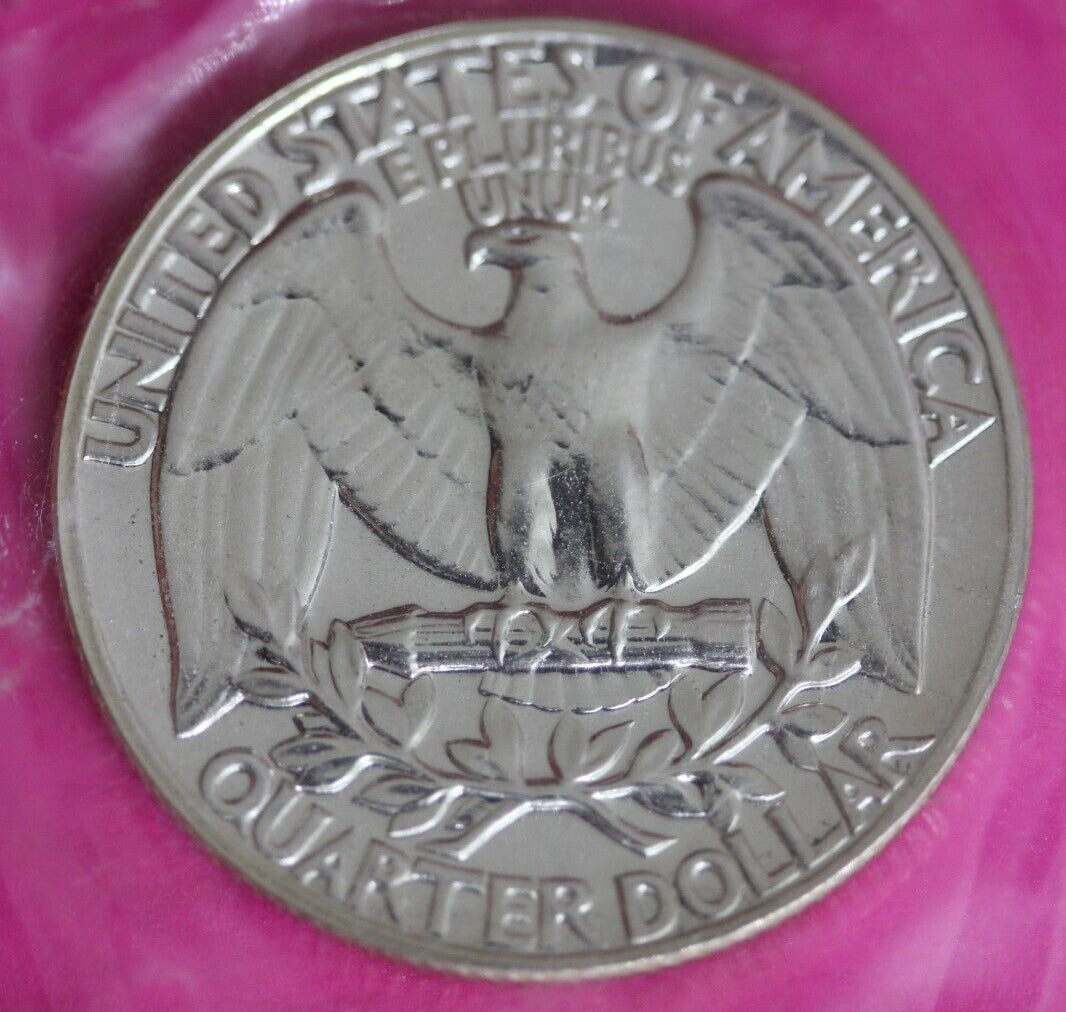 UNITED STATES OF AMERICA
E PLURIBUS
UNUM
QUARTER DOLLAR